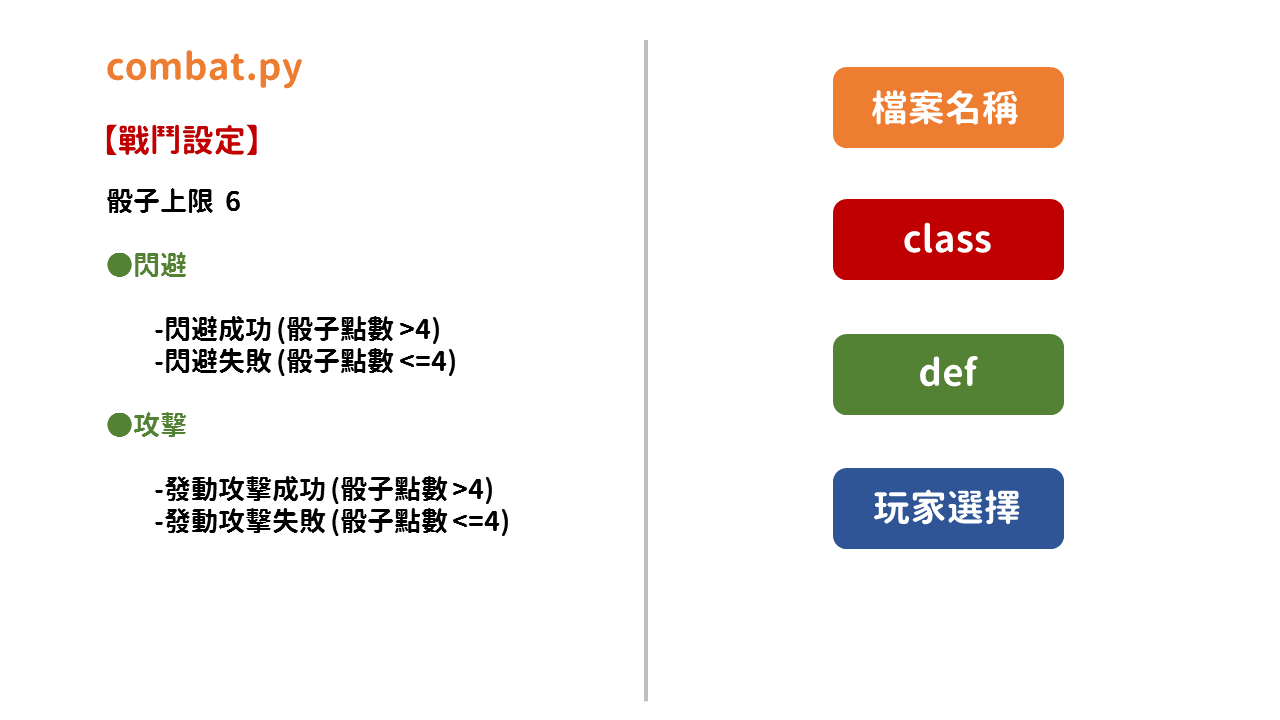 combat.py
【戰鬥設定】
骰子上限 6
●閃避
-閃避成功 (骰子點數 >4)
-閃避失敗 (骰子點數 <=4)
●攻擊
-發動攻擊成功 (骰子點數 >4)
-發動攻擊失敗 (骰子點數 <=4)
檔案名稱
class
def
玩家選擇